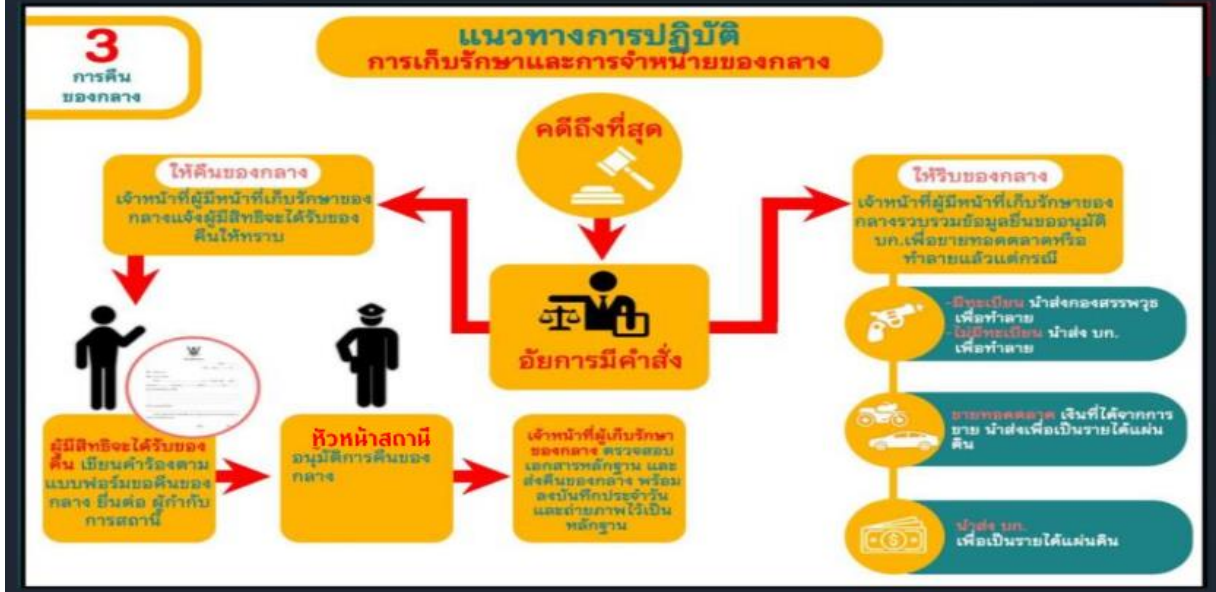 3
การคืน
ของกลาง
แนวทางการปฏิบัติ
การเก็บรักษาและการจำหน่ายของกลาง
คดีถึงที่สุด
ให้คืนของกลาง
เจ้าหน้าที่ผู้มีหน้าที่เก็บรักษาของ
กลางแจ้งผู้มีสิทธิจะได้รับของ
คืนให้ทราบ
ให้ริบของกลาง
เจ้าหน้าที่ผู้มีหน้าที่เก็บรักษาของ
กลางรวบรวมข้อมูลยื่นขออนุมัติ
บก.เพื่อขายทอดตลาดหรือ
ทำลายแล้วแต่กรณี
อัยการมีคำสั่ง
-มีทะเบียน นำส่งกองสรรพวุธ
เพื่อทำลาย
-ไม่มีทะเบียน นำส่ง บก.
เพื่อทำลาย
ขายทอดตลาด เงินที่ได้จากการ
ขาย นำส่งเพื่อเป็นรายได้แผ่น
ดิน
นำส่ง บก.
เพื่อเป็นรายได้แผ่นดิน
ผู้มีสิทธิจะได้รับของ
คืน เขียนคำร้องตาม
แบบฟอร์มขอคืนของ
กลาง ยื่นต่อ ผู้กำกับ
การสถานี
หัวหน้าสถานี
อนุมัติการคืนของ
กลาง
เจ้าหน้าที่ผู้เก็บรักษา
ของกลาง ตรวจสอบ
เอกสารหลักฐาน และ
ส่งคืนของกลาง พร้อม
ลงบันทึกประจำวัน
และถ่ายภาพไว้เป็น
หลักฐาน